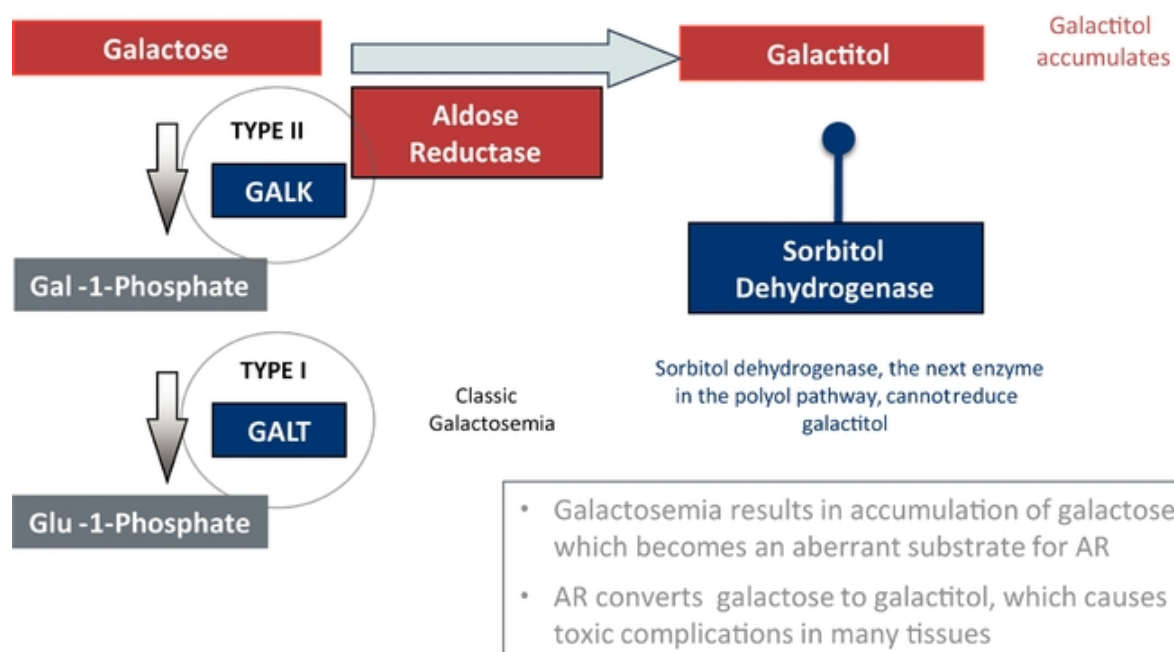 Galactose
Galactitol
Galactitol
accumulates
Aldose
Reductase
TYPE II
GALK
Gal -1-Phosphate
Sorbitol
Dehydrogenase
TYPE I
GALT
Classic
Galactosemia
Sorbitol dehydrogenase, the next enzyme
in the polyol pathway, cannotreduce
galactitol
Glu -1-Phosphate
• Galactosemia results in accumulation of galactose
which becomes an aberrant substrate for AR
• AR converts galactose to galactitol, which causes
toxic complications in many tissues